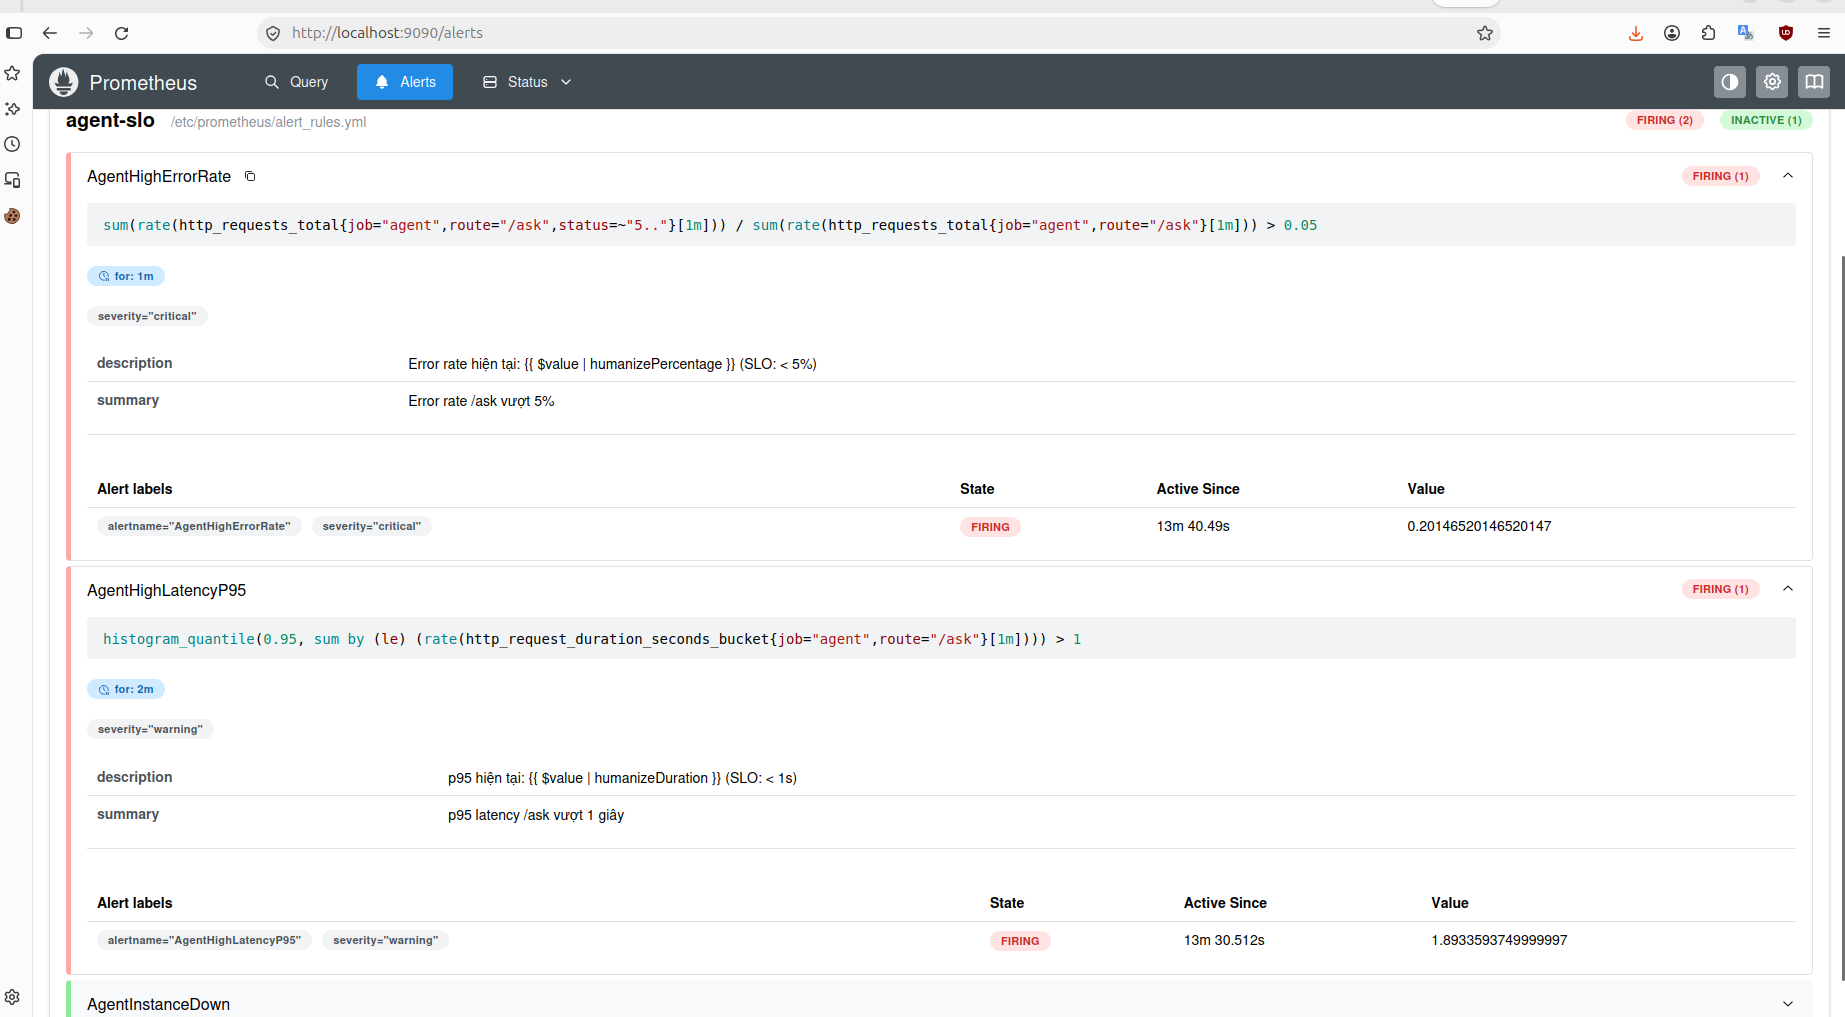 http://localhost:9090/alerts
Prometheus
Query
Alerts
Status
agent-slo /etc/prometheus/alert_rules.yml FIRING (2) INACTIVE (1)
AgentHighErrorRate FIRING (1)
sum(rate(http_requests_total{job="agent",route="/ask",status=~"5.."}[1m])) / sum(rate(http_requests_total{job="agent",route="/ask"}[1m])) > 0.05
for: 1m
severity="critical"
description Error rate hiện tại: {{ $value | humanizePercentage }} (SLO: < 5%)
summary Error rate /ask vượt 5%
Alert labels State Active Since Value
alertname="AgentHighErrorRate" severity="critical" FIRING 13m 40.49s 0.20146520146520147
AgentHighLatencyP95 FIRING (1)
histogram_quantile(0.95, sum by (le) (rate(http_request_duration_seconds_bucket{job="agent",route="/ask"}[1m]))) > 1
for: 2m
severity="warning"
description p95 hiện tại: {{ $value | humanizeDuration }} (SLO: < 1s)
summary p95 latency /ask vượt 1 giây
Alert labels State Active Since Value
alertname="AgentHighLatencyP95" severity="warning" FIRING 13m 30.512s 1.8933593749999997
AgentInstanceDown